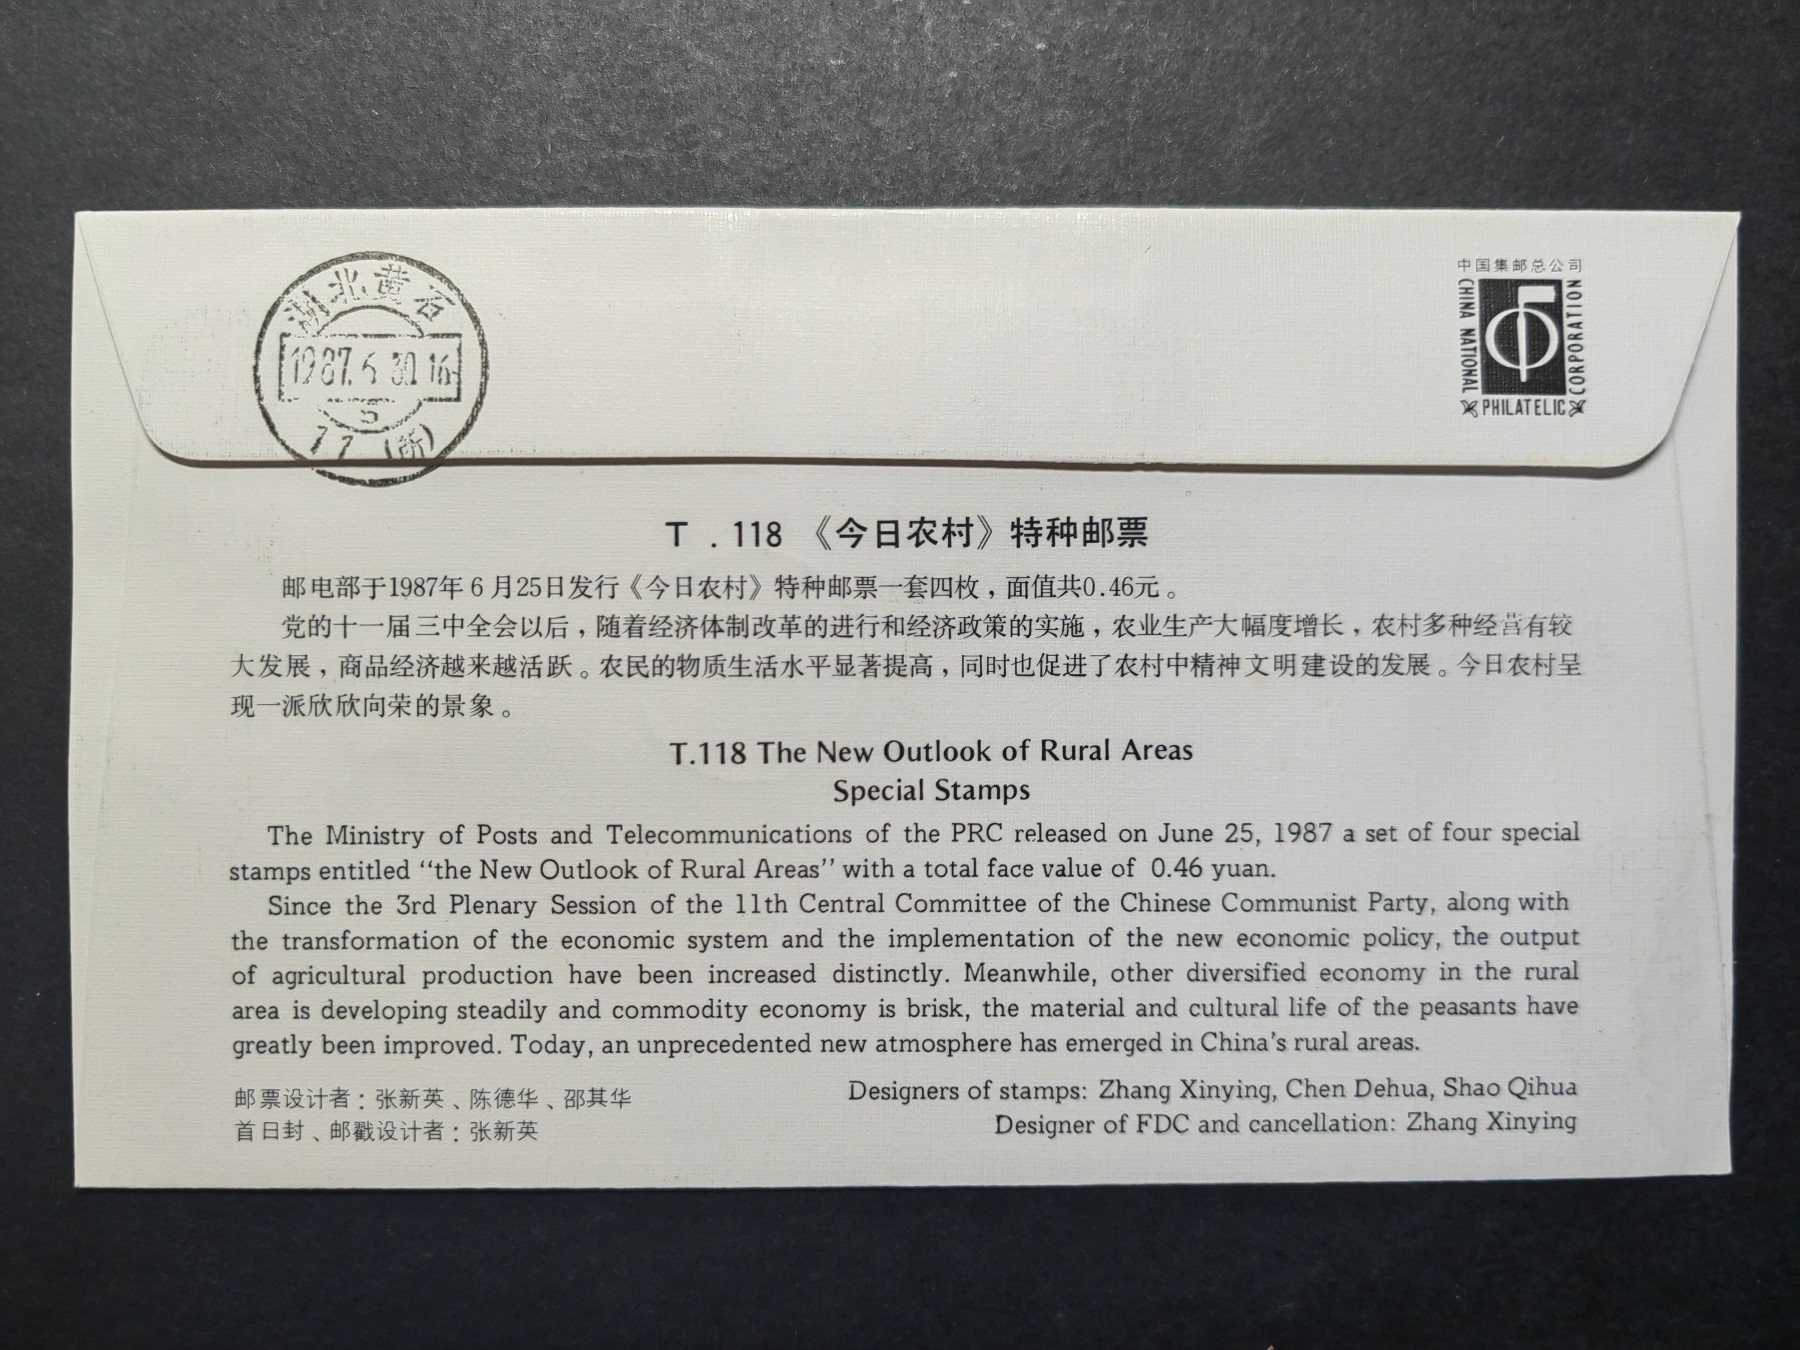 湖北黄石
1987.6.30.16
5
77 (浙)
中国集邮总公司
CHINA NATIONAL
PHILATELIC
CORPORATION
T . 118 《今日农村》特种邮票
邮电部于1987年6月25日发行《今日农村》特种邮票一套四枚，面值共0.46元。
党的十一届三中全会以后，随着经济体制改革的进行和经济政策的实施，农业生产大幅度增长，农村多种经营有较
大发展，商品经济越来越活跃。农民的物质生活水平显著提高，同时也促进了农村中精神文明建设的发展。今日农村呈
现一派欣欣向荣的景象。
T.118 The New Outlook of Rural Areas
Special Stamps
The Ministry of Posts and Telecommunications of the PRC released on June 25, 1987 a set of four special
stamps entitled “the New Outlook of Rural Areas” with a total face value of 0.46 yuan.
Since the 3rd Plenary Session of the 11th Central Committee of the Chinese Communist Party, along with
the transformation of the economic system and the implementation of the new economic policy, the output
of agricultural production have been increased distinctly. Meanwhile, other diversified economy in the rural
area is developing steadily and commodity economy is brisk, the material and cultural life of the peasants have
greatly been improved. Today, an unprecedented new atmosphere has emerged in China's rural areas.
邮票设计者：张新英、陈德华、邵其华
首日封、邮戳设计者：张新英
Designers of stamps: Zhang Xinying, Chen Dehua, Shao Qihua
Designer of FDC and cancellation: Zhang Xinying